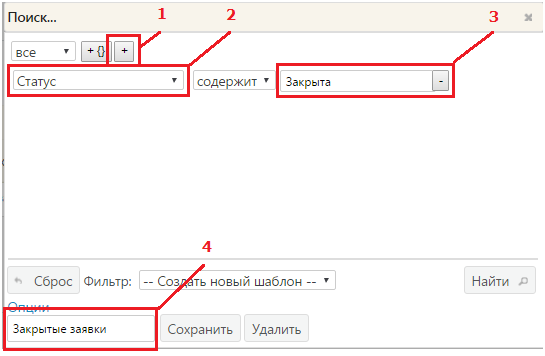 1 2 3
Поиск...
все + {} +
Статус содержит Закрыта -
4
Сброс Фильтр: -- Создать новый шаблон -- Найти
Опции
Закрытые заявки Сохранить Удалить